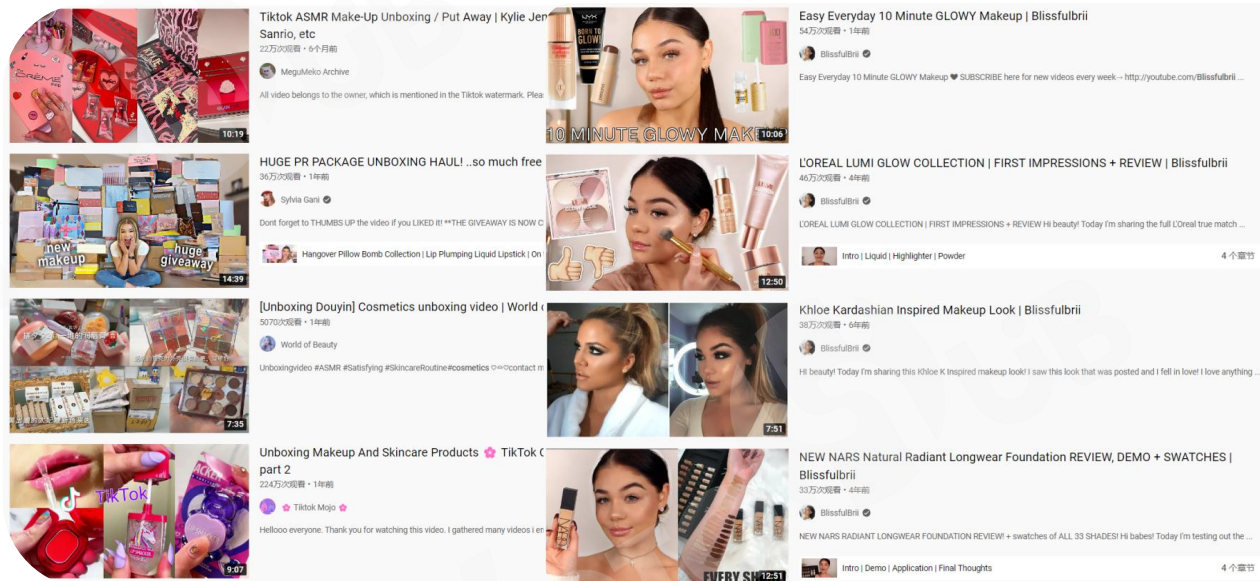 Tiktok ASMR Make-Up Unboxing / Put Away | Kylie Jen
Sanrio, etc
22万次观看 • 6个月前
MeguMeko Archive
All video belongs to the owner, which is mentioned in the Tiktok watermark. Pleas
CRÈME
10:19
HUGE PR PACKAGE UNBOXING HAUL! ..so much free
36万次观看 • 1年前
Sylvia Gani
Dont forget to THUMBS UP the video if you LIKED it! **THE GIVEAWAY IS NOW C
Hangover Pillow Bomb Collection | Lip Plumping Liquid Lipstick | On
new
makeup
huge
giveaway
14:39
[Unboxing Douyin] Cosmetics unboxing video | World o
5070次观看 • 1年前
World of Beauty
Unboxingvideo #ASMR #Satisfying #SkincareRoutine#cosmetics ♡⌓♡contact m
7:35
Unboxing Makeup And Skincare Products 🌸 TikTok C
part 2
224万次观看 • 1年前
🌸 Tiktok Mojo 🌸
Hellooo everyone. Thank you for watching this video. I gathered many videos i en
TikTok
9:07
Easy Everyday 10 Minute GLOWY Makeup | Blissfulbrii
54万次观看 • 1年前
BlissfulBrii
Easy Everyday 10 Minute GLOWY Makeup ♥ SUBSCRIBE here for new videos every week→ http://youtube.com/Blissfulbrii ...
NYX
BORN TO
GLOW!
10 MINUTE GLOWY MAKEUP
10:06
L'OREAL LUMI GLOW COLLECTION | FIRST IMPRESSIONS + REVIEW | Blissfulbrii
46万次观看 • 4年前
BlissfulBrii
L'OREAL LUMI GLOW COLLECTION | FIRST IMPRESSIONS + REVIEW Hi beauty! Today I'm sharing the full L'Oreal true match ...
Intro | Liquid | Highlighter | Powder
4 个章节
12:50
Khloe Kardashian Inspired Makeup Look | Blissfulbrii
38万次观看 • 6年前
BlissfulBrii
HI beauty! Today I'm sharing this Khloe K Inspired makeup look! I saw this look that was posted and I fell in love! I love anything ...
7:51
NEW NARS Natural Radiant Longwear Foundation REVIEW, DEMO + SWATCHES |
Blissfulbrii
33万次观看 • 4年前
BlissfulBrii
NEW NARS RADIANT LONGWEAR FOUNDATION REVIEW! + swatches of ALL 33 SHADES! Hi babes! Today I'm testing out the ...
Intro | Demo | Application | Final Thoughts
4 个章节
NARS
EVERY SH
12:51